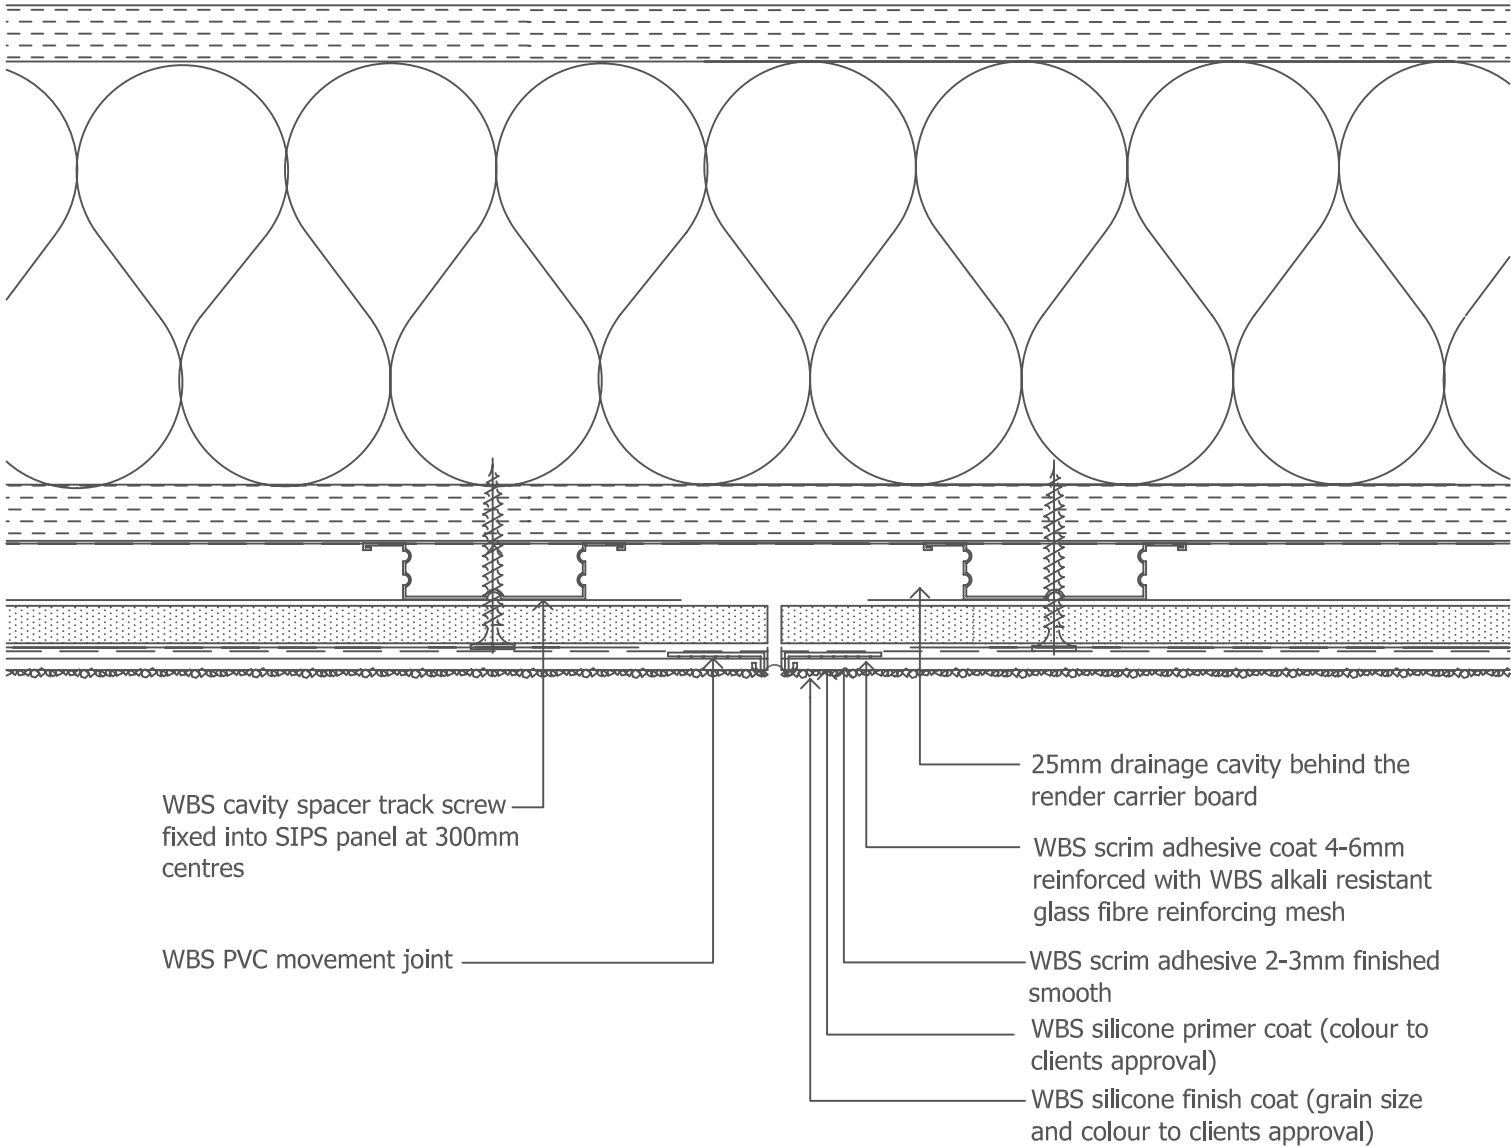 WBS cavity spacer track screw
fixed into SIPS panel at 300mm
centres
WBS PVC movement joint
25mm drainage cavity behind the
render carrier board
WBS scrim adhesive coat 4-6mm
reinforced with WBS alkali resistant
glass fibre reinforcing mesh
WBS scrim adhesive 2-3mm finished
smooth
WBS silicone primer coat (colour to
clients approval)
WBS silicone finish coat (grain size
and colour to clients approval)